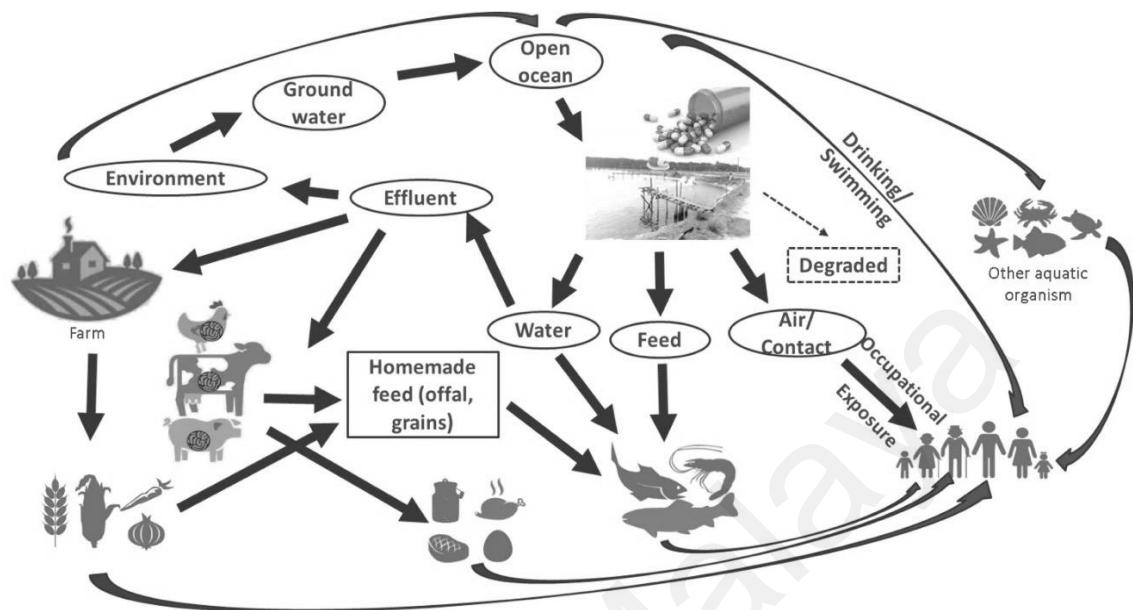 Open
ocean
Ground
water
Environment
Effluent
Drinking/
Swimming
Degraded
Other aquatic
organism
Farm
Water
Feed
Air/
Contact
Homemade
feed (offal,
grains)
Occupational
Exposure
Malaya